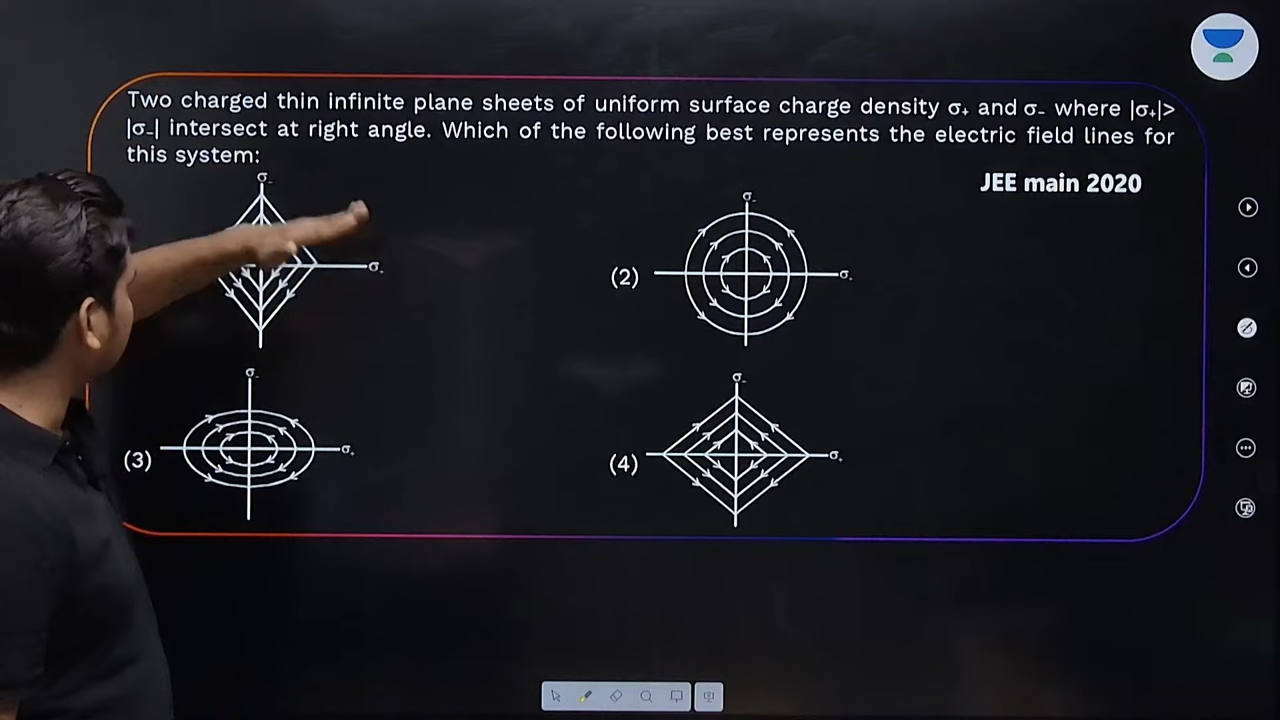 Two charged thin infinite plane sheets of uniform surface charge density σ₊ and σ₋ where |σ₊|>
|σ₋| intersect at right angle. Which of the following best represents the electric field lines for
this system:
JEE main 2020
σ₋
σ₋
(2)
σ₋
σ₋
σ₋
(3)
σ₊
σ₋
(4)
σ₊